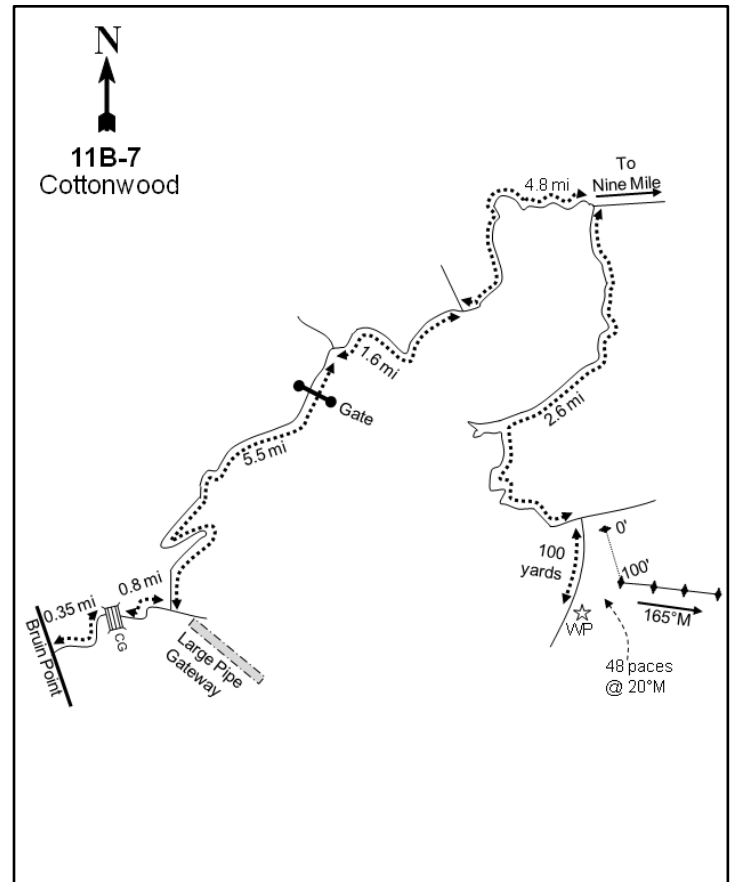 N
11B-7
Cottonwood
To
Nine Mile
4.8 mi
1.6 mi
Gate
5.5 mi
2.6 mi
0.8 mi
0.35 mi
CG
Bruin Point
Large Pipe
Gateway
100
yards
0'
100'
165°M
WP
48 paces
@ 20°M